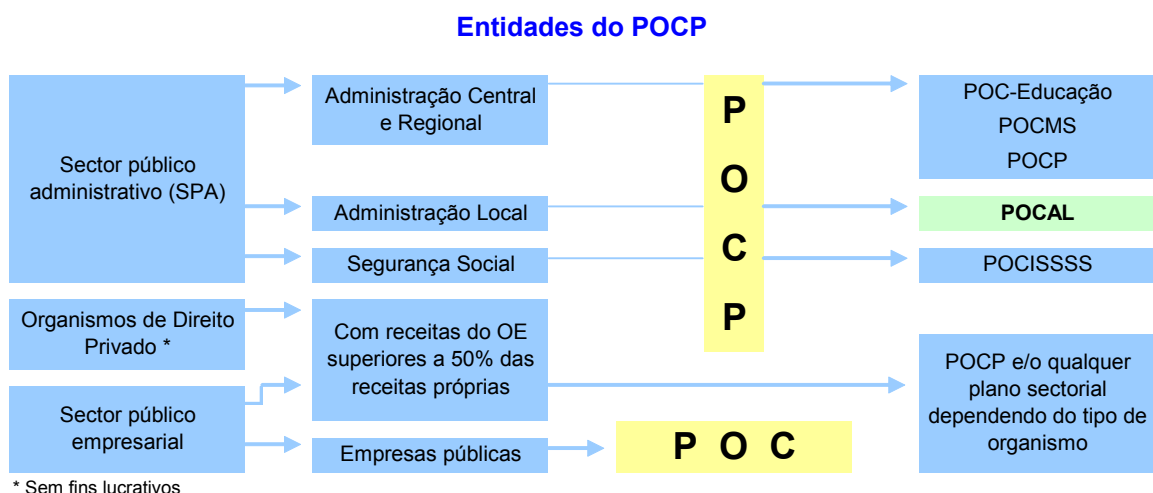 Entidades do POCP
Sector público
administrativo (SPA)
Administração Central
e Regional
Administração Local
Segurança Social
P
O
C
P
POC-Educação
POCMS
POCP
POCAL
POCISSSS
Organismos de Direito
Privado *
Sector público
empresarial
Com receitas do OE
superiores a 50% das
receitas próprias
Empresas públicas
P O C
POCP e/o qualquer
plano sectorial
dependendo do tipo de
organismo
* Sem fins lucrativos